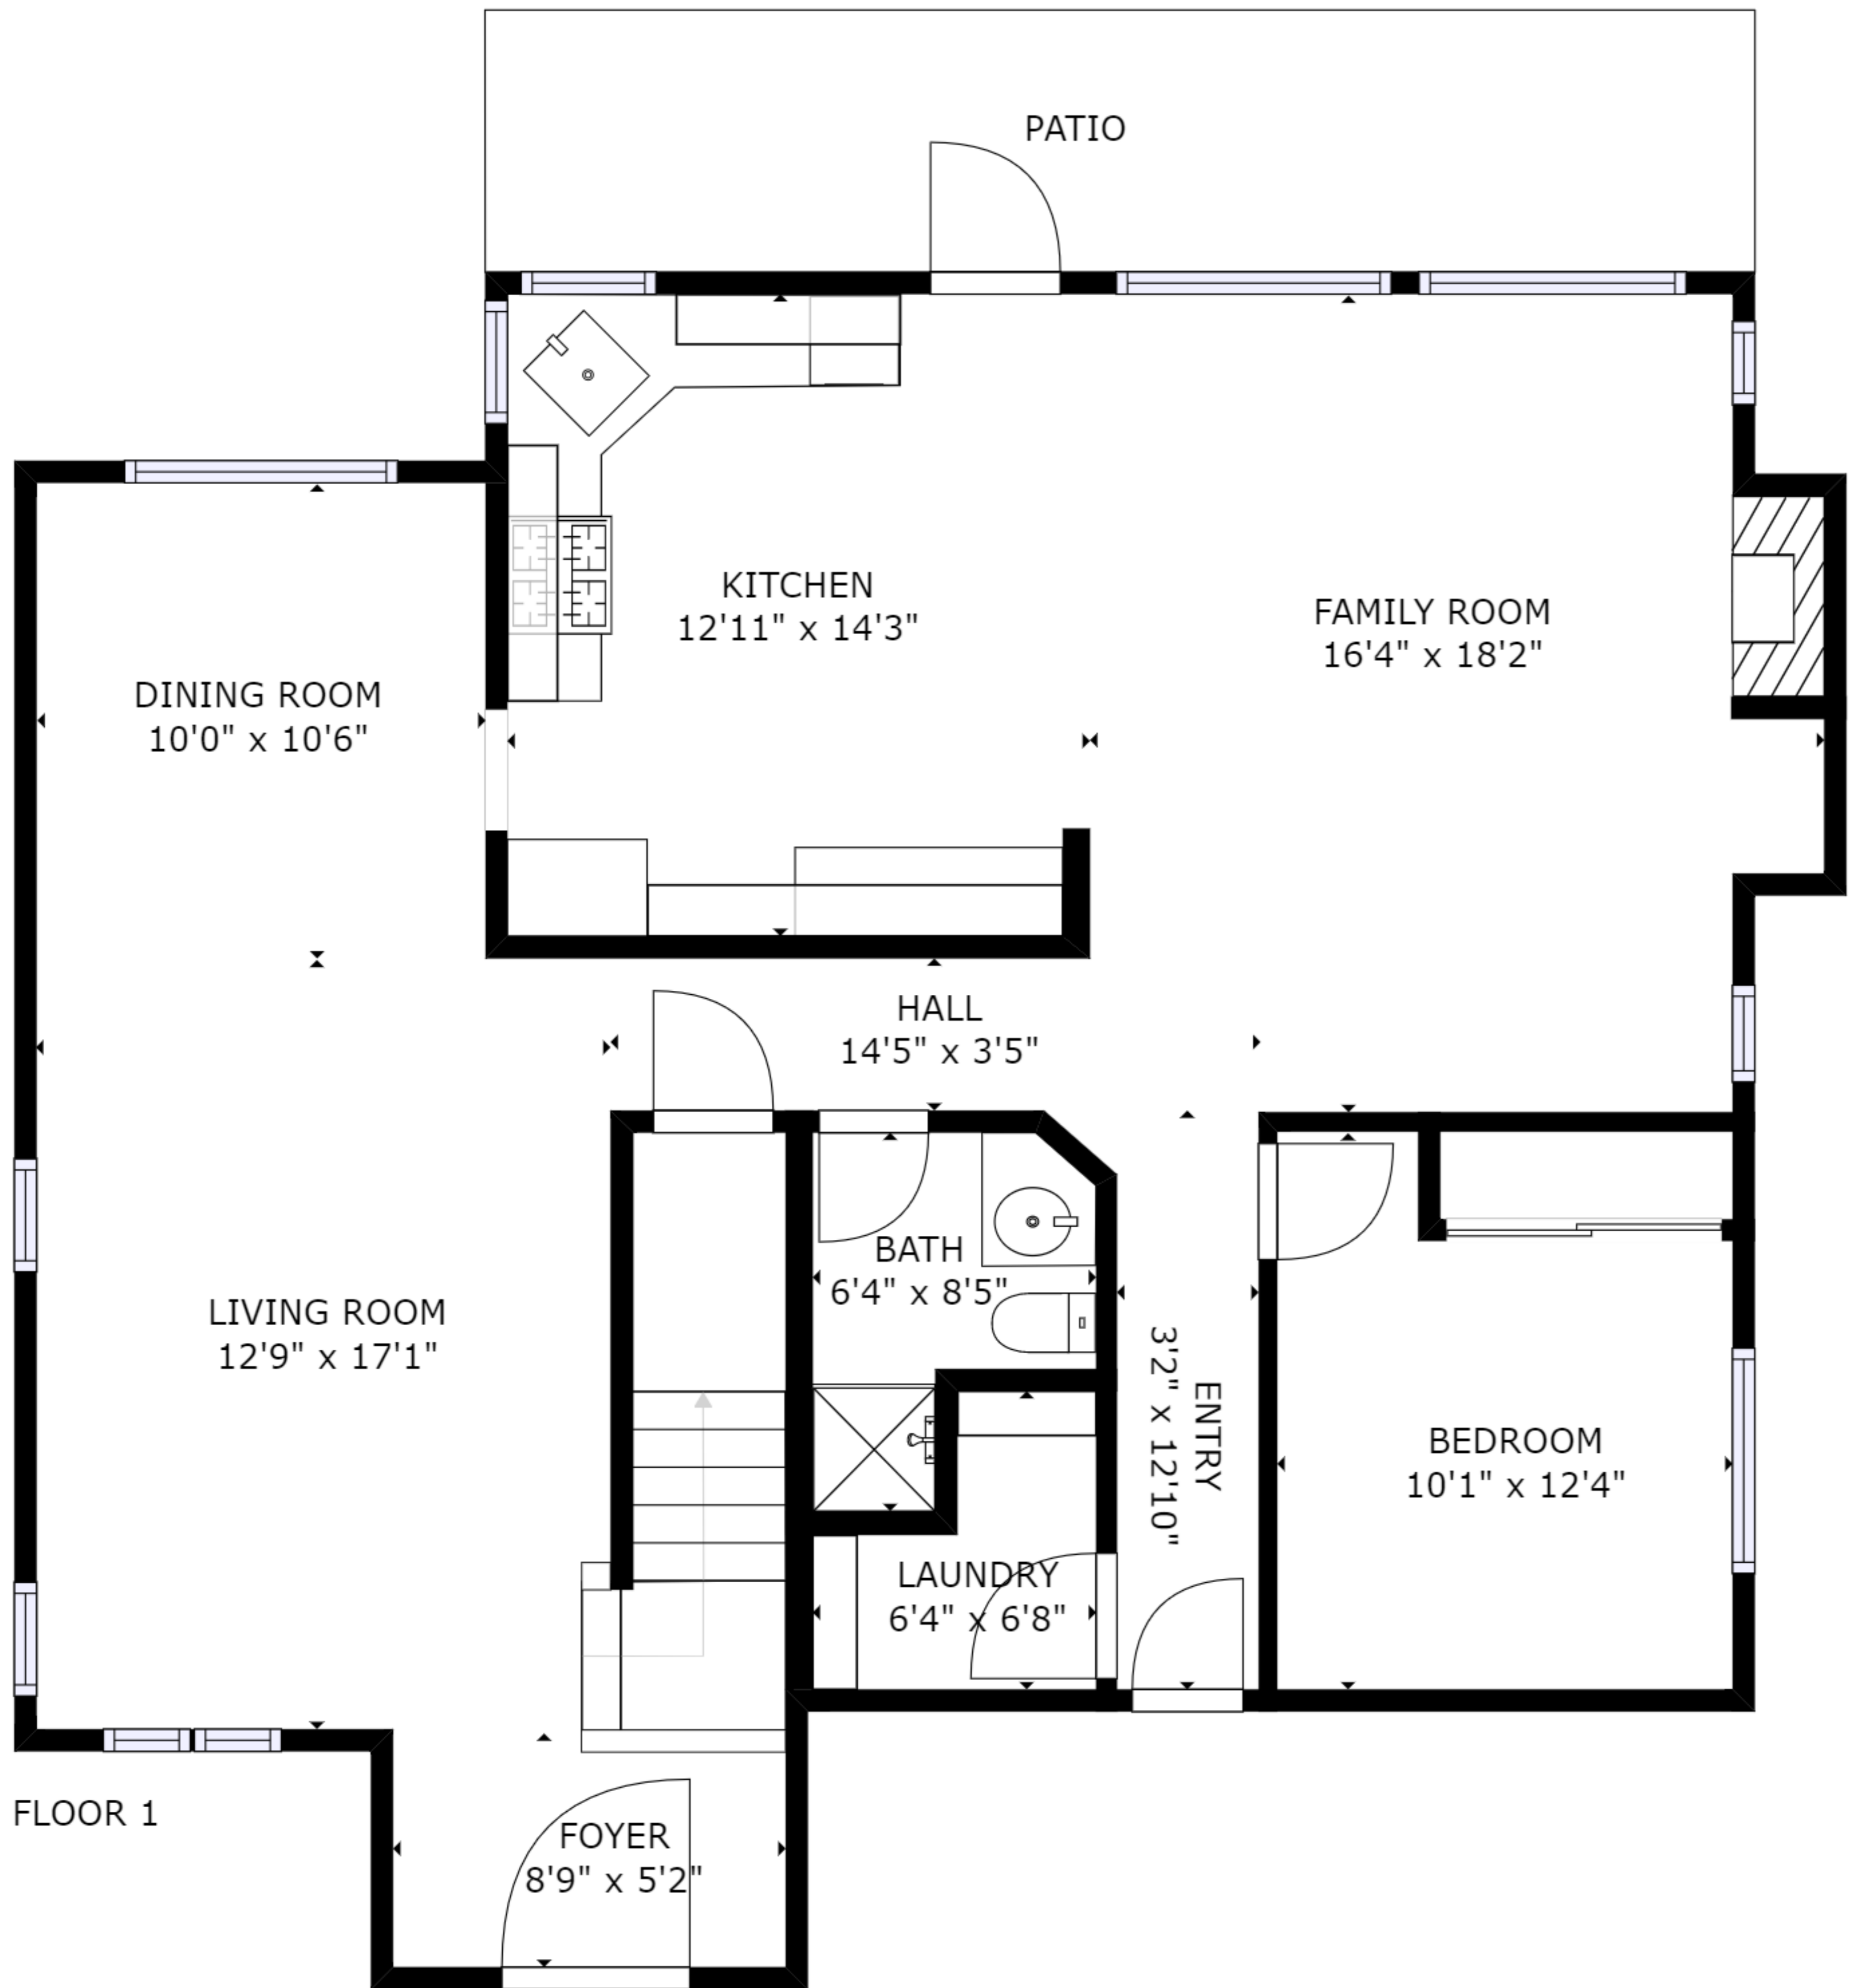 PATIO
KITCHEN
12'11" x 14'3"
FAMILY ROOM
16'4" x 18'2"
DINING ROOM
10'0" x 10'6"
HALL
14'5" x 3'5"
BATH
6'4" x 8'5"
LIVING ROOM
12'9" x 17'1"
ENTRY
3'2" x 12'10"
BEDROOM
10'1" x 12'4"
LAUNDRY
6'4" x 6'8"
FLOOR 1
FOYER
8'9" x 5'2"